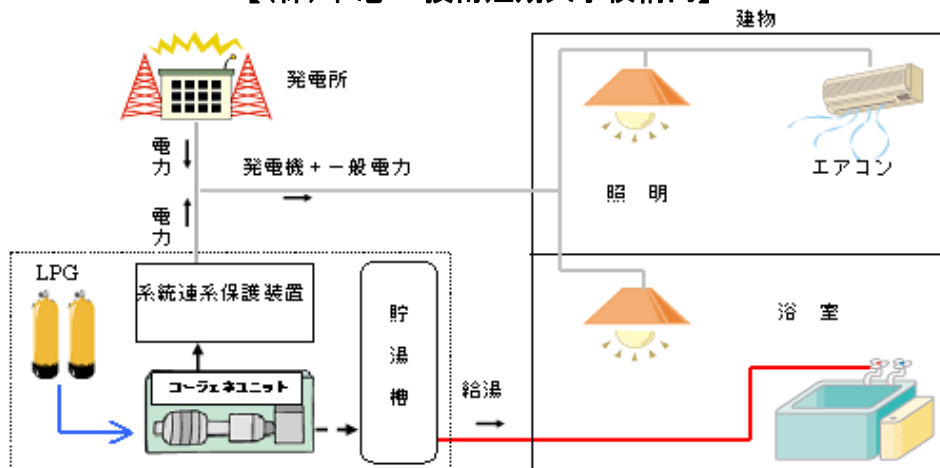 建物
発電所
電力
発電機＋一般電力
電力
照 明
エアコン
LPG
系統連系保護装置
貯湯槽
コージェネユニット
給湯
浴 室